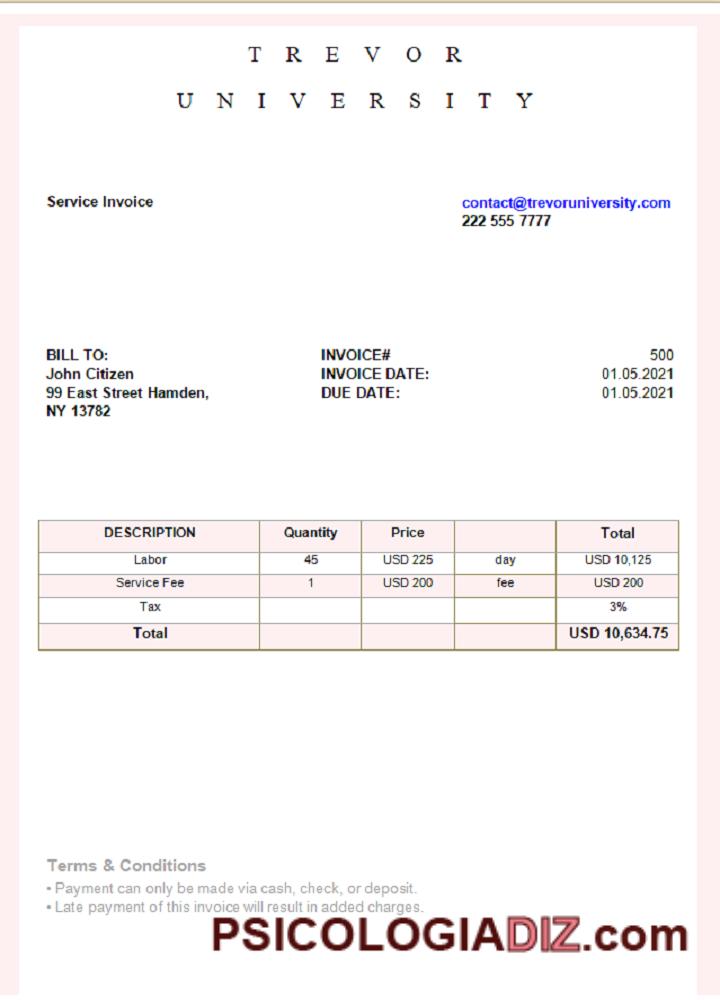 T R E V O R
U N I V E R S I T Y
Service Invoice
contact@trevoruniversity.com
222 555 7777
BILL TO:
John Citizen
99 East Street Hamden,
NY 13782
INVOICE# 500
INVOICE DATE: 01.05.2021
DUE DATE: 01.05.2021
DESCRIPTION Quantity Price Total
Labor 45 USD 225 day USD 10,125
Service Fee 1 USD 200 fee USD 200
Tax 3%
Total USD 10,634.75
Terms & Conditions
• Payment can only be made via cash, check, or deposit.
• Late payment of this invoice will result in added charges.
PSICOLOGIADIZ.com